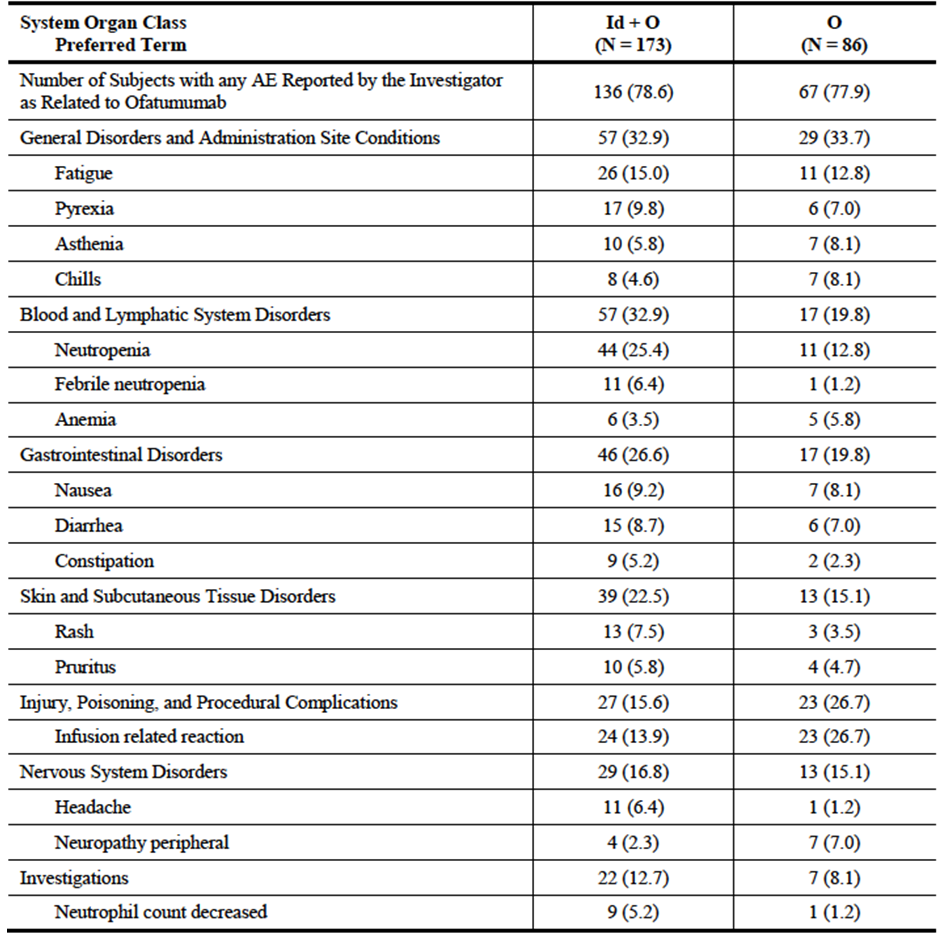 System Organ Class Id + O O
Preferred Term (N = 173) (N = 86)
Number of Subjects with any AE Reported by the Investigator
as Related to Ofatumumab 136 (78.6) 67 (77.9)
General Disorders and Administration Site Conditions 57 (32.9) 29 (33.7)
Fatigue 26 (15.0) 11 (12.8)
Pyrexia 17 (9.8) 6 (7.0)
Asthenia 10 (5.8) 7 (8.1)
Chills 8 (4.6) 7 (8.1)
Blood and Lymphatic System Disorders 57 (32.9) 17 (19.8)
Neutropenia 44 (25.4) 11 (12.8)
Febrile neutropenia 11 (6.4) 1 (1.2)
Anemia 6 (3.5) 5 (5.8)
Gastrointestinal Disorders 46 (26.6) 17 (19.8)
Nausea 16 (9.2) 7 (8.1)
Diarrhea 15 (8.7) 6 (7.0)
Constipation 9 (5.2) 2 (2.3)
Skin and Subcutaneous Tissue Disorders 39 (22.5) 13 (15.1)
Rash 13 (7.5) 3 (3.5)
Pruritus 10 (5.8) 4 (4.7)
Injury, Poisoning, and Procedural Complications 27 (15.6) 23 (26.7)
Infusion related reaction 24 (13.9) 23 (26.7)
Nervous System Disorders 29 (16.8) 13 (15.1)
Headache 11 (6.4) 1 (1.2)
Neuropathy peripheral 4 (2.3) 7 (7.0)
Investigations 22 (12.7) 7 (8.1)
Neutrophil count decreased 9 (5.2) 1 (1.2)